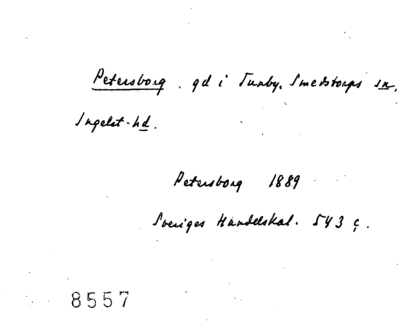 Petersborg. gd i Tunby, Smedstorps sn,
Ingelst. hd.
Petersborg 1889
Sveriges Handelskal. 543 ç.
8557